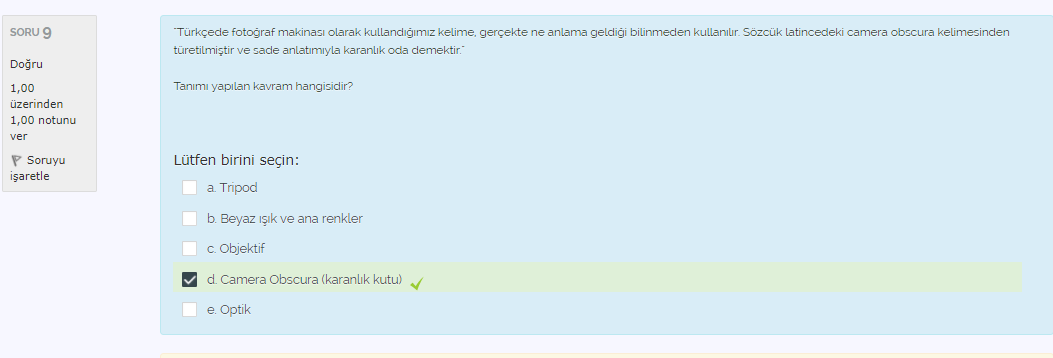 SORU 9
Doğru
1,00
üzerinden
1,00 notunu
ver
Soruyu
işaretle
"Türkçede fotoğraf makinası olarak kullandığımız kelime, gerçekte ne anlama geldiği bilinmeden kullanılır. Sözcük latincedeki camera obscura kelimesinden
türetilmiştir ve sade anlatımıyla karanlık oda demektir."
Tanımı yapılan kavram hangisidir?
Lütfen birini seçin:
a. Tripod
b. Beyaz ışık ve ana renkler
c. Objektif
d. Camera Obscura (karanlık kutu)
e. Optik